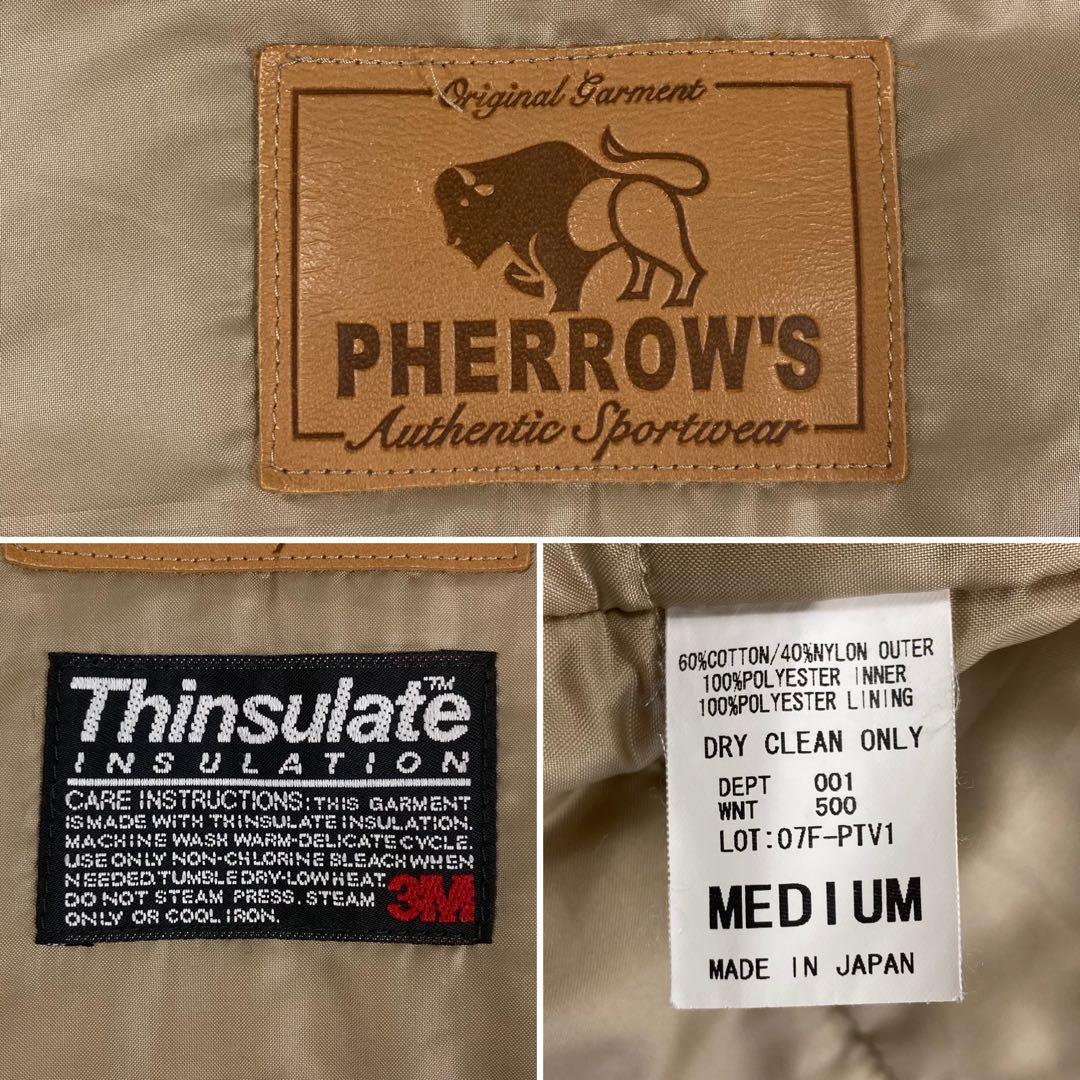 Original Garment
PHERROW'S
Authentic Sportwear
Thinsulate™
INSULATION
CARE INSTRUCTIONS: THIS GARMENT
IS MADE WITH THINSULATE INSULATION.
MACHINE WASH WARM-DELICATE CYCLE.
USE ONLY NON-CHLORINE BLEACH WHEN
NEEDED.TUMBLE DRY-LOW HEAT.
DO NOT STEAM PRESS. STEAM
ONLY OR COOL IRON.
3M
60%COTTON/40%NYLON OUTER
100%POLYESTER INNER
100%POLYESTER LINING
DRY CLEAN ONLY
DEPT 001
WNT 500
LOT:07F-PTV1
MEDIUM
MADE IN JAPAN